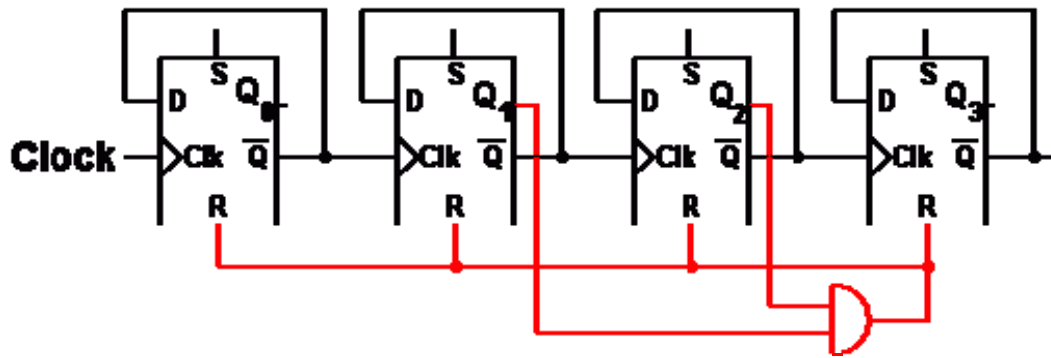 S S S S
D Q0 D Q1 D Q2 D Q3
Clock Clk Q̅ Clk Q̅ Clk Q̅ Clk Q̅
R R R R